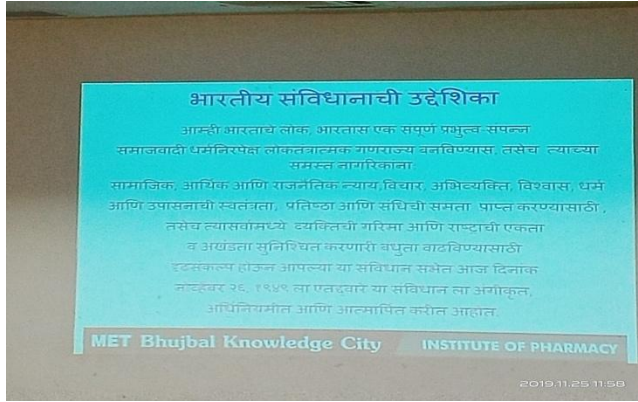 भारतीय संविधानाची उद्देशिका
आम्ही भारताचे लोक, भारतास एक संपूर्ण प्रभुत्व संपन्न
समाजवादी धर्मनिरपेक्ष लोकतंत्रात्मक गणराज्य बनविण्यास, तसेच त्याच्या
समस्त नागरिकांना
सामाजिक, आर्थिक आणि राजनैतिक न्याय,विचार, अभिव्यक्ति, विश्वास, धर्म
आणि उपासनाची स्वतंत्रता, प्रतिष्ठा आणि संधिची समता प्राप्त करण्यासाठी ,
तसेच त्यासर्वांमध्ये व्यक्तिची गरिमा आणि राष्ट्राची एकता
व अखंडता सुनिश्चित करणारी बंधुता वाढविण्यासाठी
दृढसंकल्प होऊन आपल्या या संविधान सभेत आज दिनांक
नोव्हेंबर २६, १९४९ ला एतदद्वारे या संविधान ला अंगीकृत,
अधिनियमीत आणि आत्मार्पित करीत आहोत.
MET Bhujbal Knowledge City INSTITUTE OF PHARMACY
2019.11.25 11:58